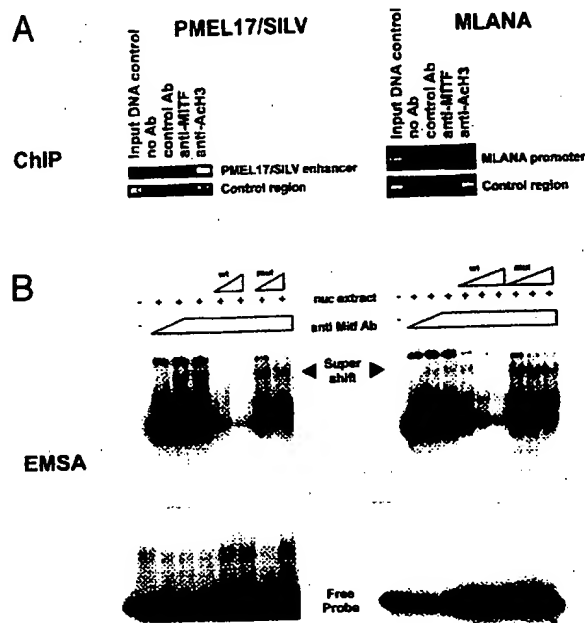 A
PMEL17/SILV
MLANA
Input DNA control
no Ab
control Ab
anti-MITF
anti-AcH3
Input DNA control
no Ab
control Ab
anti-MITF
anti-AcH3
ChIP
PMEL17/SILV enhancer
Control region
MLANA promoter
Control region
B
wt
mut
wt
mut
- + + + + + + +
nuc extract
- + + + + + + + + +
-
anti Mitf Ab
-
Super
shift
EMSA
Free
Probe